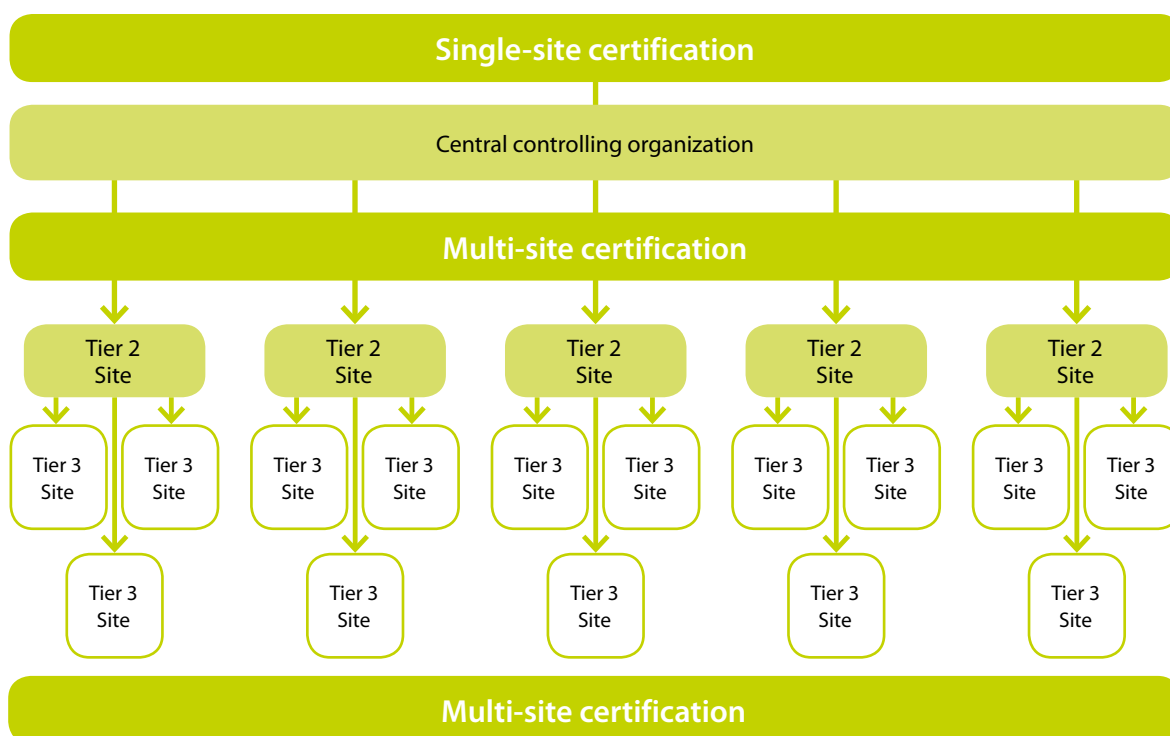 Single-site certification
Central controlling organization
Multi-site certification
Tier 2
Site
Tier 2
Site
Tier 2
Site
Tier 2
Site
Tier 2
Site
Tier 3
Site
Tier 3
Site
Tier 3
Site
Tier 3
Site
Tier 3
Site
Tier 3
Site
Tier 3
Site
Tier 3
Site
Tier 3
Site
Tier 3
Site
Tier 3
Site
Tier 3
Site
Tier 3
Site
Tier 3
Site
Tier 3
Site
Multi-site certification